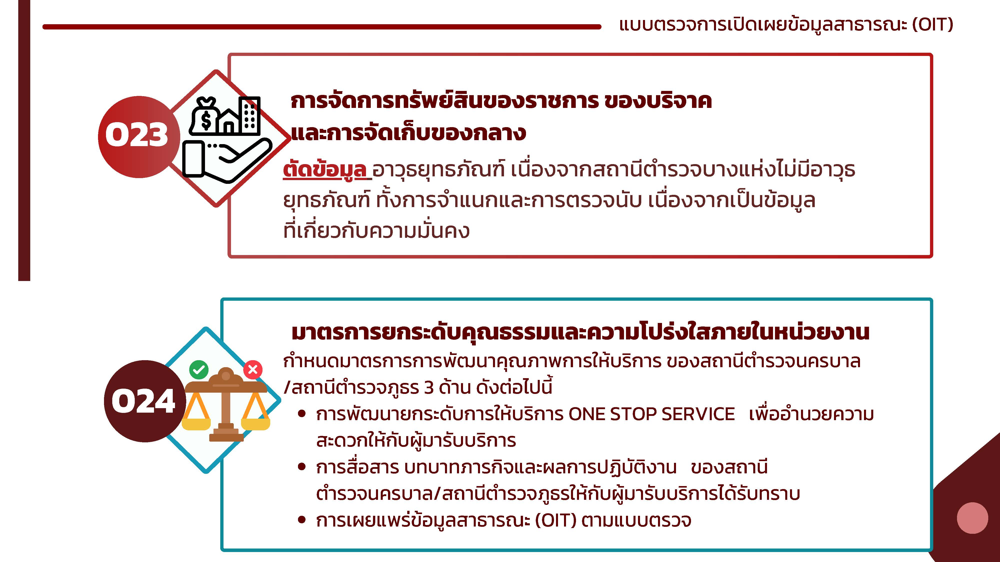 แบบตรวจการเปิดเผยข้อมูลสาธารณะ (OIT)
O23
การจัดการทรัพย์สินของราชการ ของบริจาค
และการจัดเก็บของกลาง
ตัดข้อมูล อาวุธยุทธภัณฑ์ เนื่องจากสถานีตำรวจบางแห่งไม่มีอาวุธ
ยุทธภัณฑ์ ทั้งการจำแนกและการตรวจนับ เนื่องจากเป็นข้อมูล
ที่เกี่ยวกับความมั่นคง
O24
มาตรการยกระดับคุณธรรมและความโปร่งใสภายในหน่วยงาน
กำหนดมาตรการการพัฒนาคุณภาพการให้บริการ ของสถานีตำรวจนครบาล
/สถานีตำรวจภูธร 3 ด้าน ดังต่อไปนี้
• การพัฒนายกระดับการให้บริการ ONE STOP SERVICE เพื่ออำนวยความ
สะดวกให้กับผู้มารับบริการ
• การสื่อสาร บทบาทภารกิจและผลการปฏิบัติงาน ของสถานี
ตำรวจนครบาล/สถานีตำรวจภูธรให้กับผู้มารับบริการได้รับทราบ
• การเผยแพร่ข้อมูลสาธารณะ (OIT) ตามแบบตรวจ